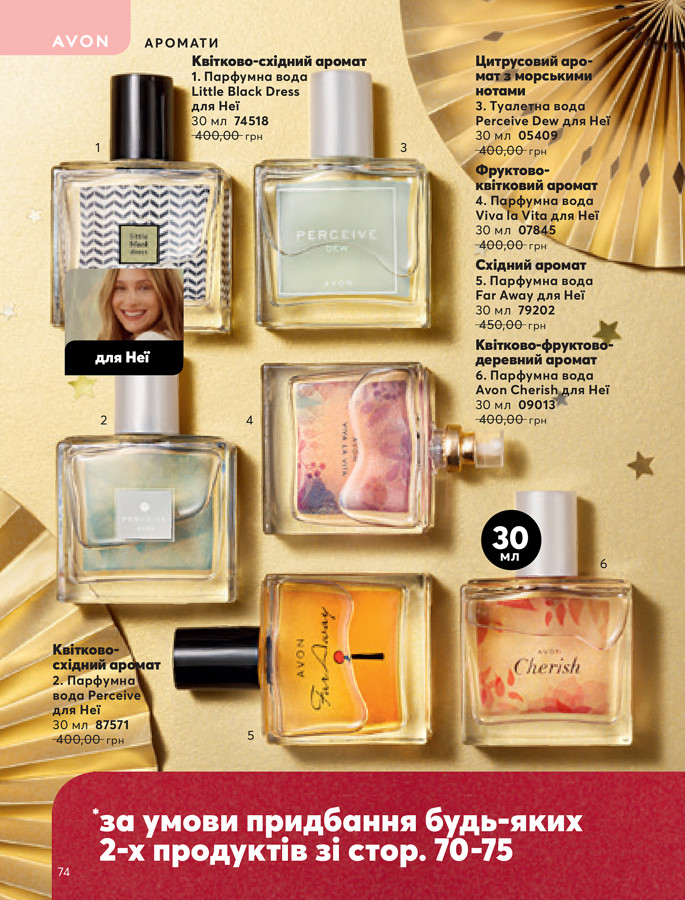 AVON
АРОМАТИ
Квітково-східний аромат
1. Парфумна вода
Little Black Dress
для Неї
30 мл 74518
400,00 грн
Цитрусовий аро-
мат з морськими
нотами
3. Туалетна вода
Perceive Dew для Неї
30 мл 05409
400,00 грн
Фруктово-
квітковий аромат
4. Парфумна вода
Viva la Vita для Неї
30 мл 07845
400,00 грн
Східний аромат
5. Парфумна вода
Far Away для Неї
30 мл 79202
450,00 грн
Квітково-фруктово-
деревний аромат
6. Парфумна вода
Avon Cherish для Неї
30 мл 09013
400,00 грн
1
3
little
black
dress
PERCEIVE
DEW
AVON
для Неї
2
4
PERCEIVE
AVON
AVON
VIVA LA VITA
30
мл
6
AVON
Far Away
AVON
Cherish
5
Квітково-
східний аромат
2. Парфумна
вода Perceive
для Неї
30 мл 87571
400,00 грн
*за умови придбання будь-яких
2-х продуктів зі стор. 70-75
74